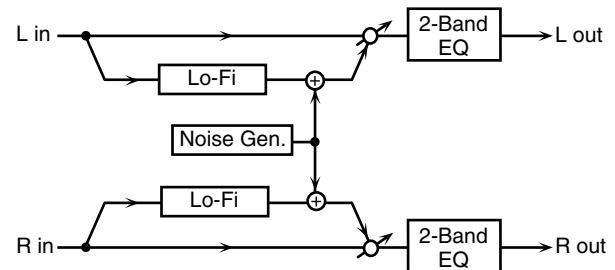 L in
2-Band
EQ
L out
Lo-Fi
+
Noise Gen.
Lo-Fi
+
R in
2-Band
EQ
R out